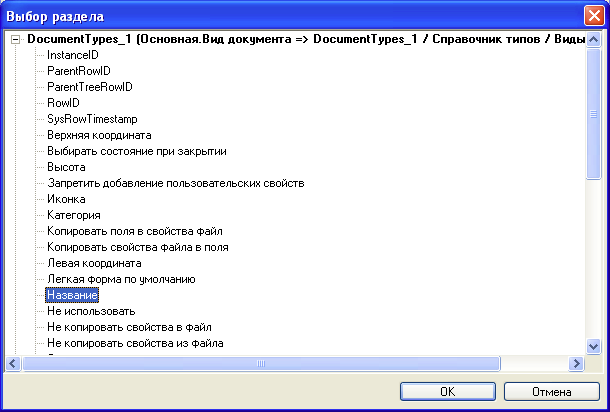 Выбор раздела
DocumentTypes_1 (Основная.Вид документа => DocumentTypes_1 / Справочник типов / Виды
InstanceID
ParentRowID
ParentTreeRowID
RowID
SysRowTimestamp
Верхняя координата
Выбирать состояние при закрытии
Высота
Запретить добавление пользовательских свойств
Иконка
Категория
Копировать поля в свойства файл
Копировать свойства файла в поля
Левая координата
Легкая форма по умолчанию
Название
Не использовать
Не копировать свойства в файл
Не копировать свойства из файла
OK Отмена